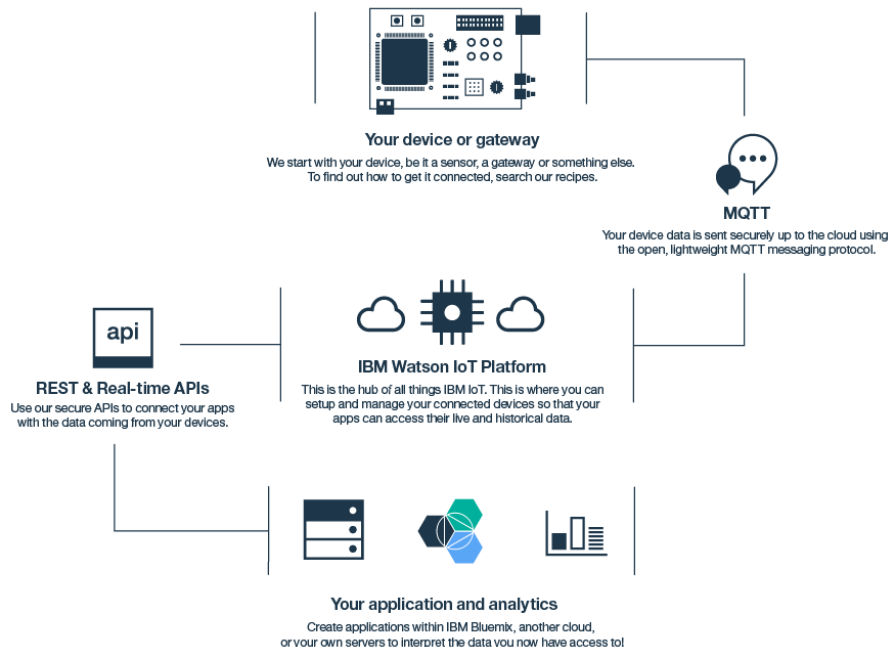 Your device or gateway
We start with your device, be it a sensor, a gateway or something else.
To find out how to get it connected, search our recipes.
MQTT
Your device data is sent securely up to the cloud using
the open, lightweight MQTT messaging protocol.
api
REST & Real-time APIs
Use our secure APIs to connect your apps
with the data coming from your devices.
IBM Watson IoT Platform
This is the hub of all things IBM IoT. This is where you can
setup and manage your connected devices so that your
apps can access their live and historical data.
Your application and analytics
Create applications within IBM Bluemix, another cloud,
or your own servers to interpret the data you now have access to!